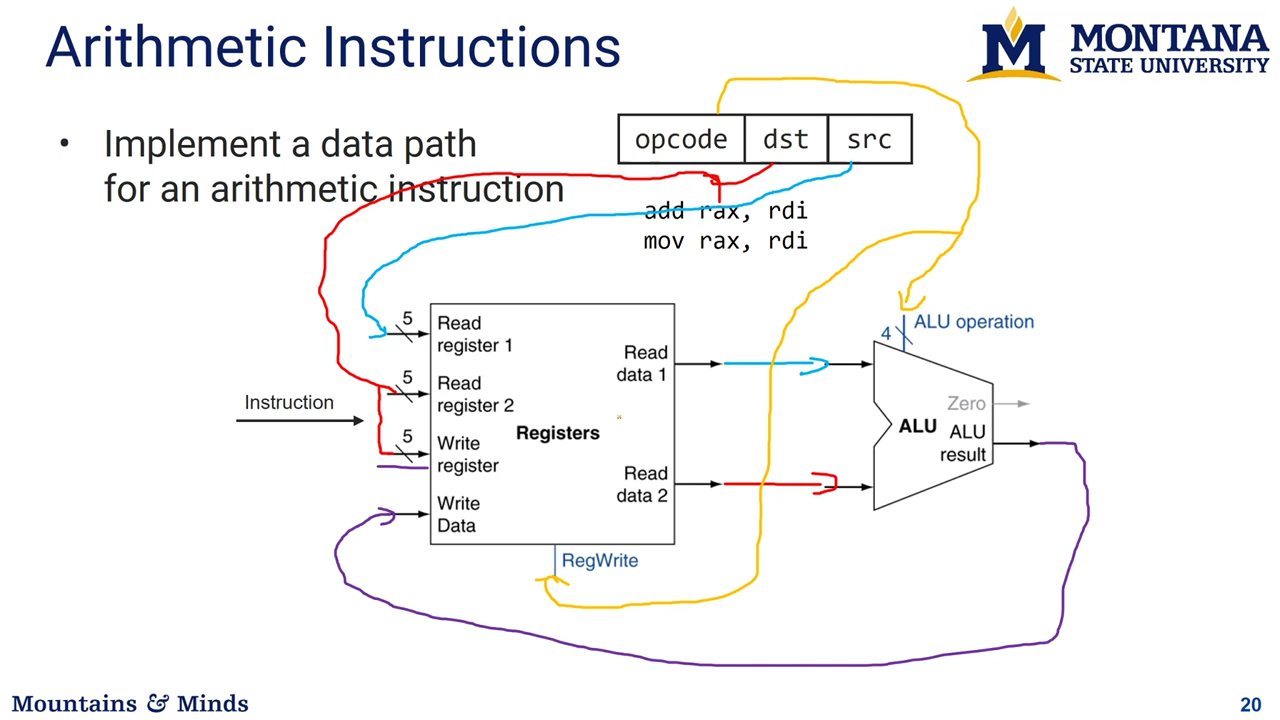 Arithmetic Instructions
MONTANA
STATE UNIVERSITY
• Implement a data path
for an arithmetic instruction
opcode dst src
add rax, rdi
mov rax, rdi
5
Read
register 1
5
Read
register 2
5
Write
register
Write
Data
Instruction
Registers
Read
data 1
Read
data 2
RegWrite
4
ALU operation
Zero
ALU
ALU
result
Mountains & Minds
20